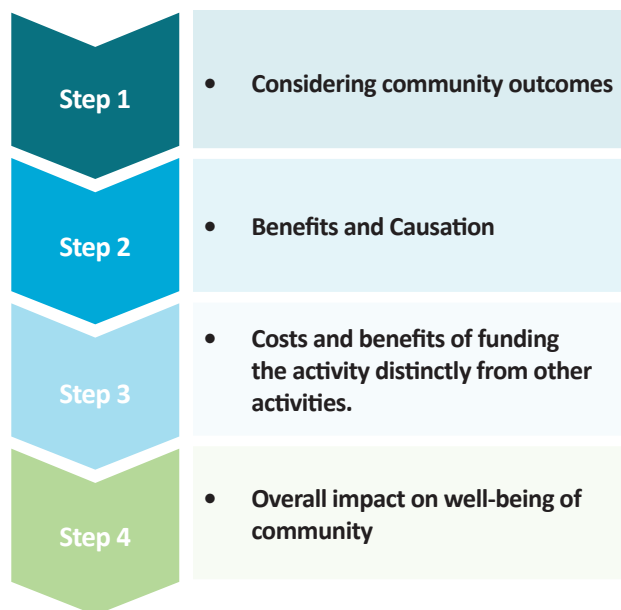 Step 1
• Considering community outcomes
Step 2
• Benefits and Causation
Step 3
• Costs and benefits of funding
the activity distinctly from other
activities.
Step 4
• Overall impact on well-being of
community